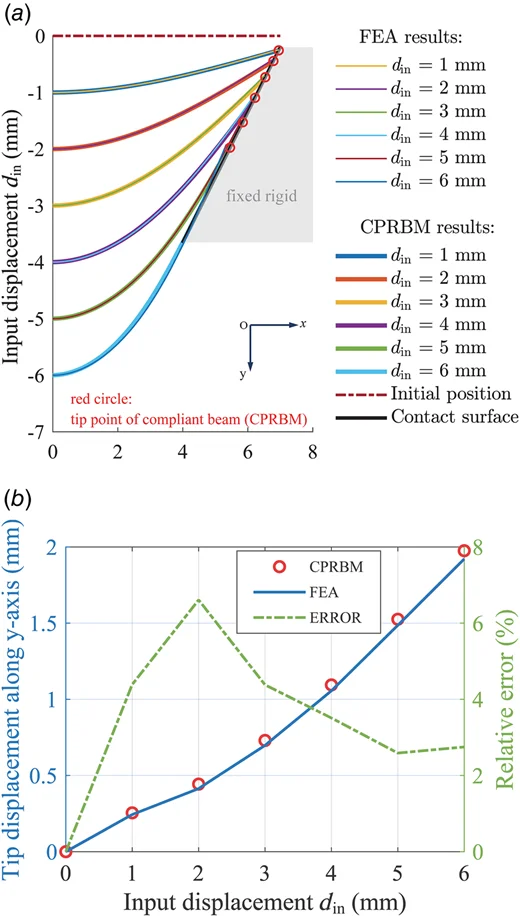 (a)
0
-1
-2
-3
-4
-5
-6
-7
Input displacement d_in (mm)
fixed rigid
O
x
y
red circle:
tip point of compliant beam (CPRBM)
0 2 4 6 8
FEA results:
d_in = 1 mm
d_in = 2 mm
d_in = 3 mm
d_in = 4 mm
d_in = 5 mm
d_in = 6 mm
CPRBM results:
d_in = 1 mm
d_in = 2 mm
d_in = 3 mm
d_in = 4 mm
d_in = 5 mm
d_in = 6 mm
Initial position
Contact surface
(b)
Tip displacement along y-axis (mm)
2
1.5
1
0.5
0
CPRBM
FEA
ERROR
8
6
4
2
0
Relative error (%)
0 1 2 3 4 5 6
Input displacement d_in (mm)